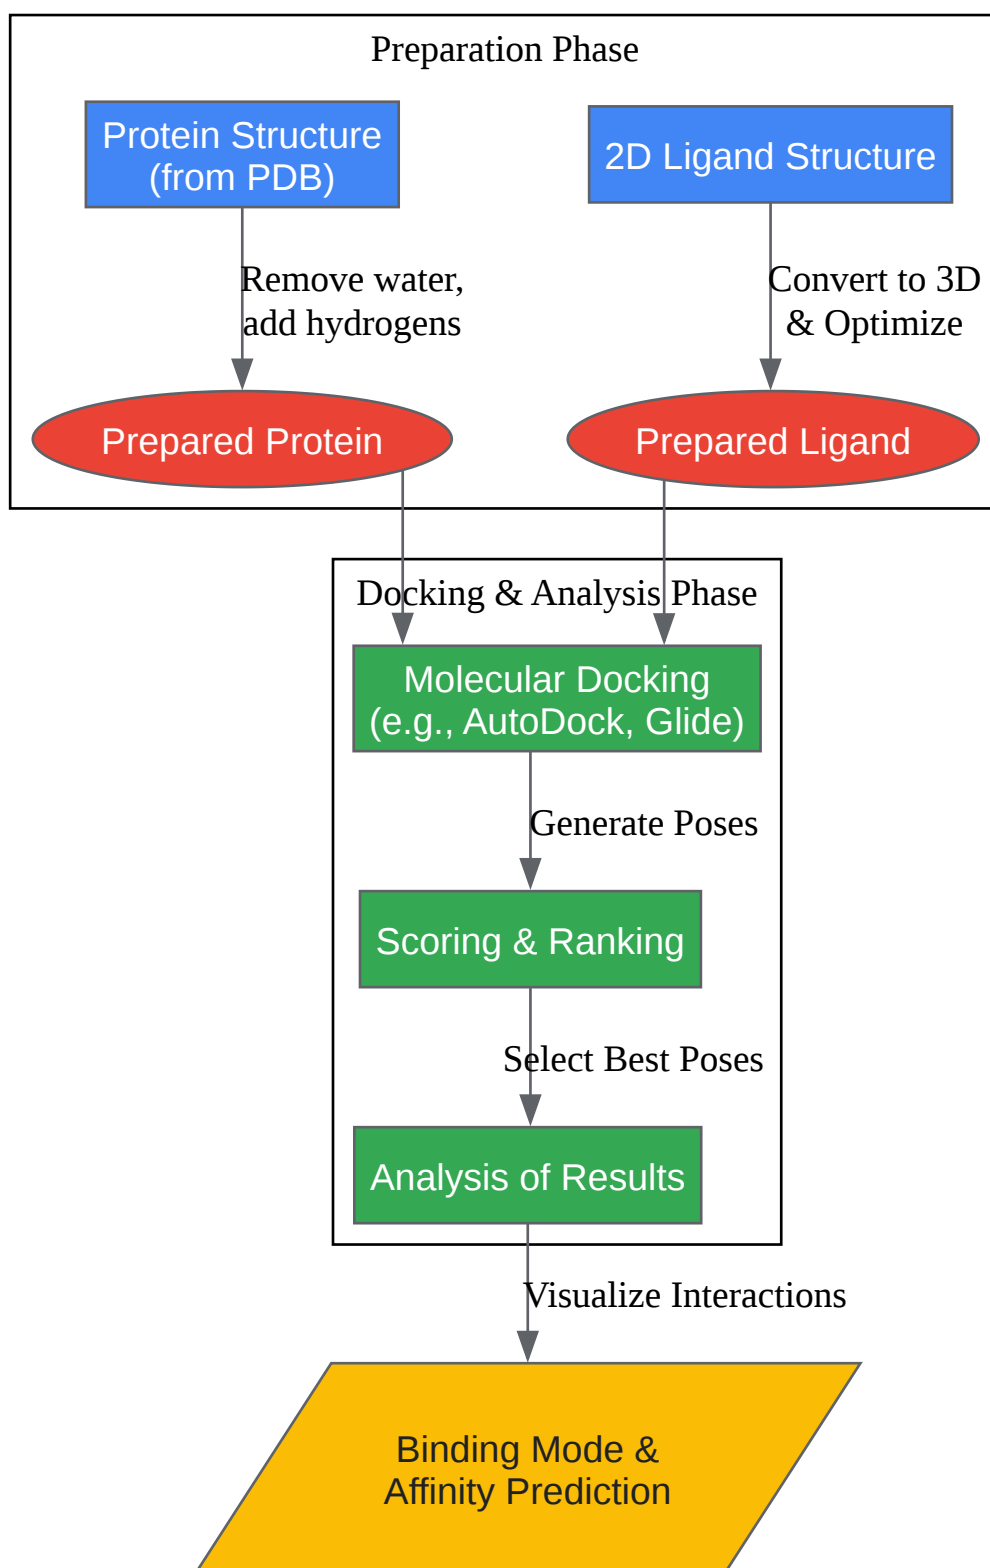 Preparation Phase
Protein Structure
(from PDB)
2D Ligand Structure
Remove water,
add hydrogens
Convert to 3D
& Optimize
Prepared Protein
Prepared Ligand
Docking & Analysis Phase
Molecular Docking
(e.g., AutoDock, Glide)
Generate Poses
Scoring & Ranking
Select Best Poses
Analysis of Results
Visualize Interactions
Binding Mode &
Affinity Prediction